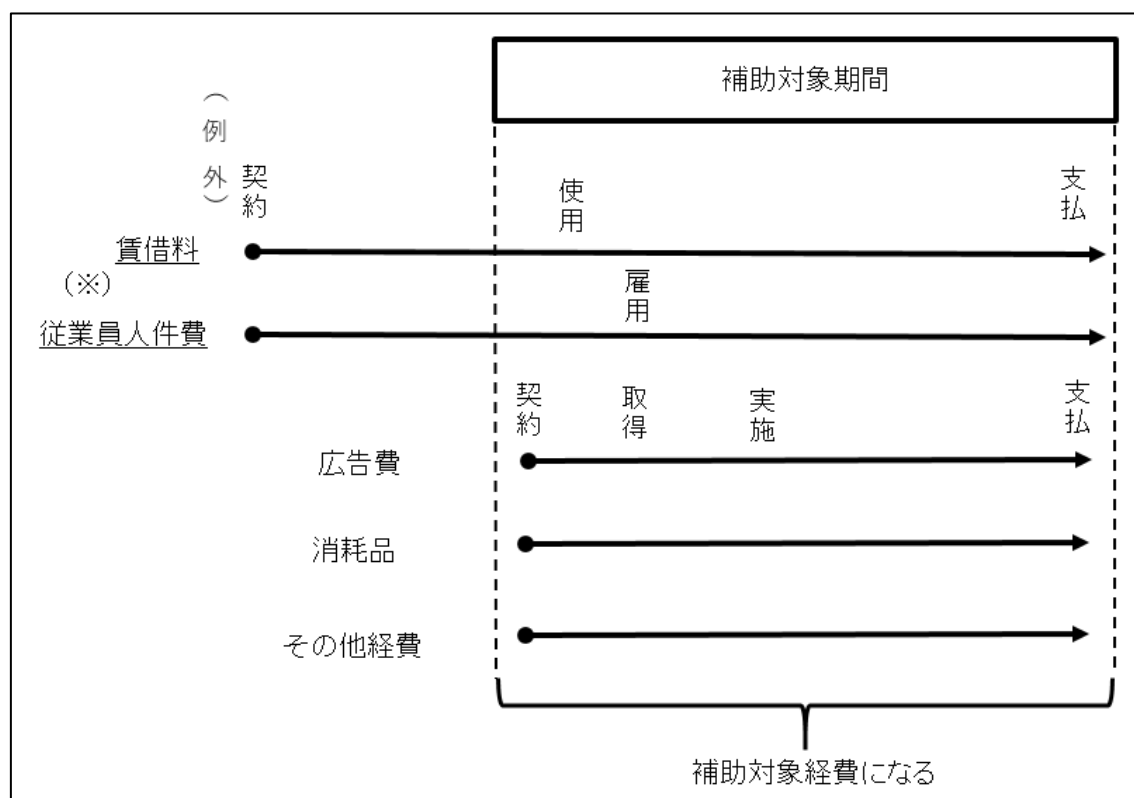 補助対象期間
（例外）
契約
使用
支払
賃借料
（※）
雇用
従業員人件費
契約
取得
実施
支払
広告費
消耗品
その他経費
補助対象経費になる